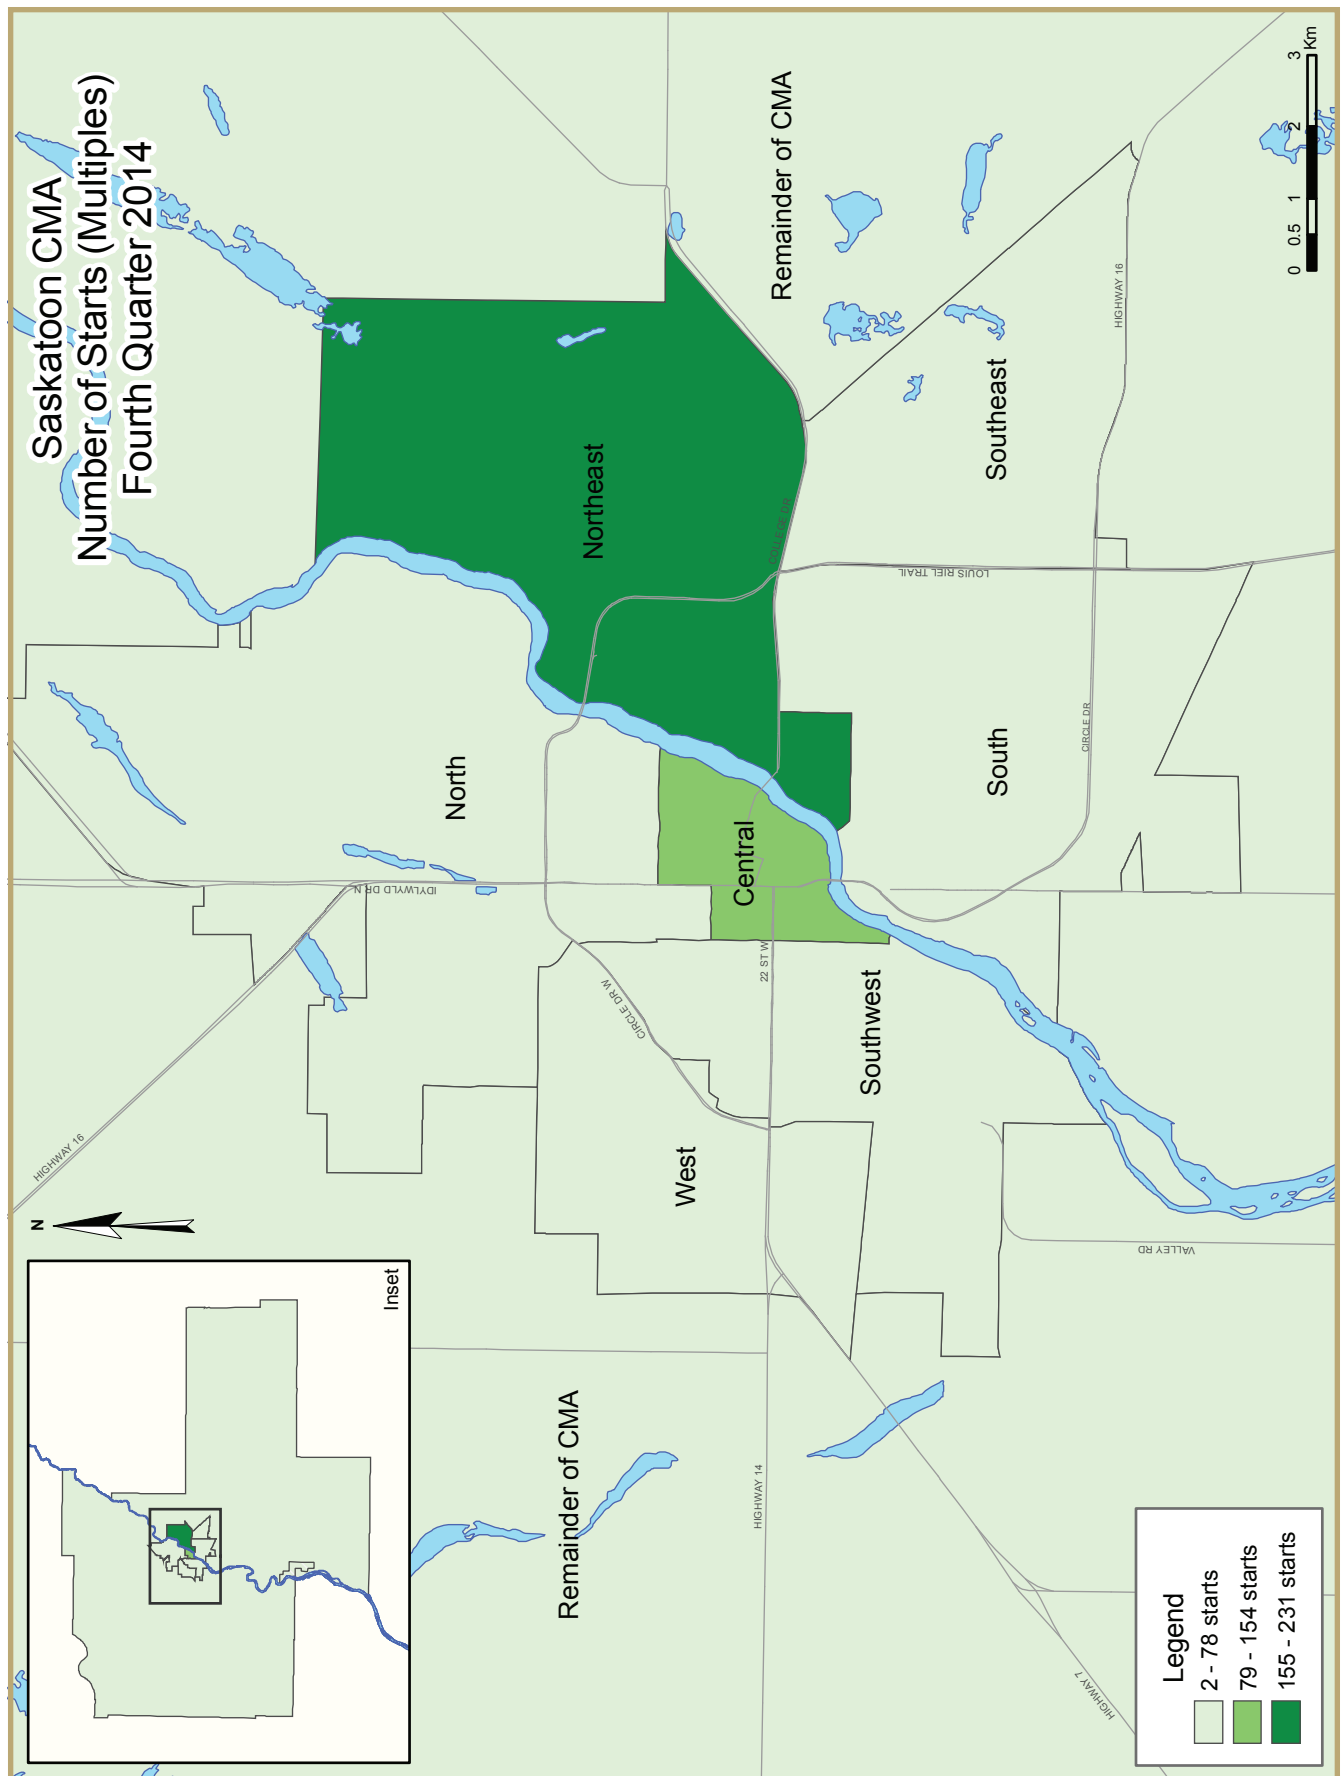 Saskatoon CMA
Number of Starts (Multiples)
Fourth Quarter 2014
Inset
N
HIGHWAY 16
IDYLWYLD DR N
North
Northeast
Remainder of CMA
CIRCLE DR W
COLLEGE DR
Central
22 ST W
West
Southwest
South
Southeast
LOUIS RIEL TRAIL
CIRCLE DR
HIGHWAY 16
VALLEY RD
Remainder of CMA
HIGHWAY 14
HIGHWAY 7
Legend
2 - 78 starts
79 - 154 starts
155 - 231 starts
0 0.5 1 2 3
Km